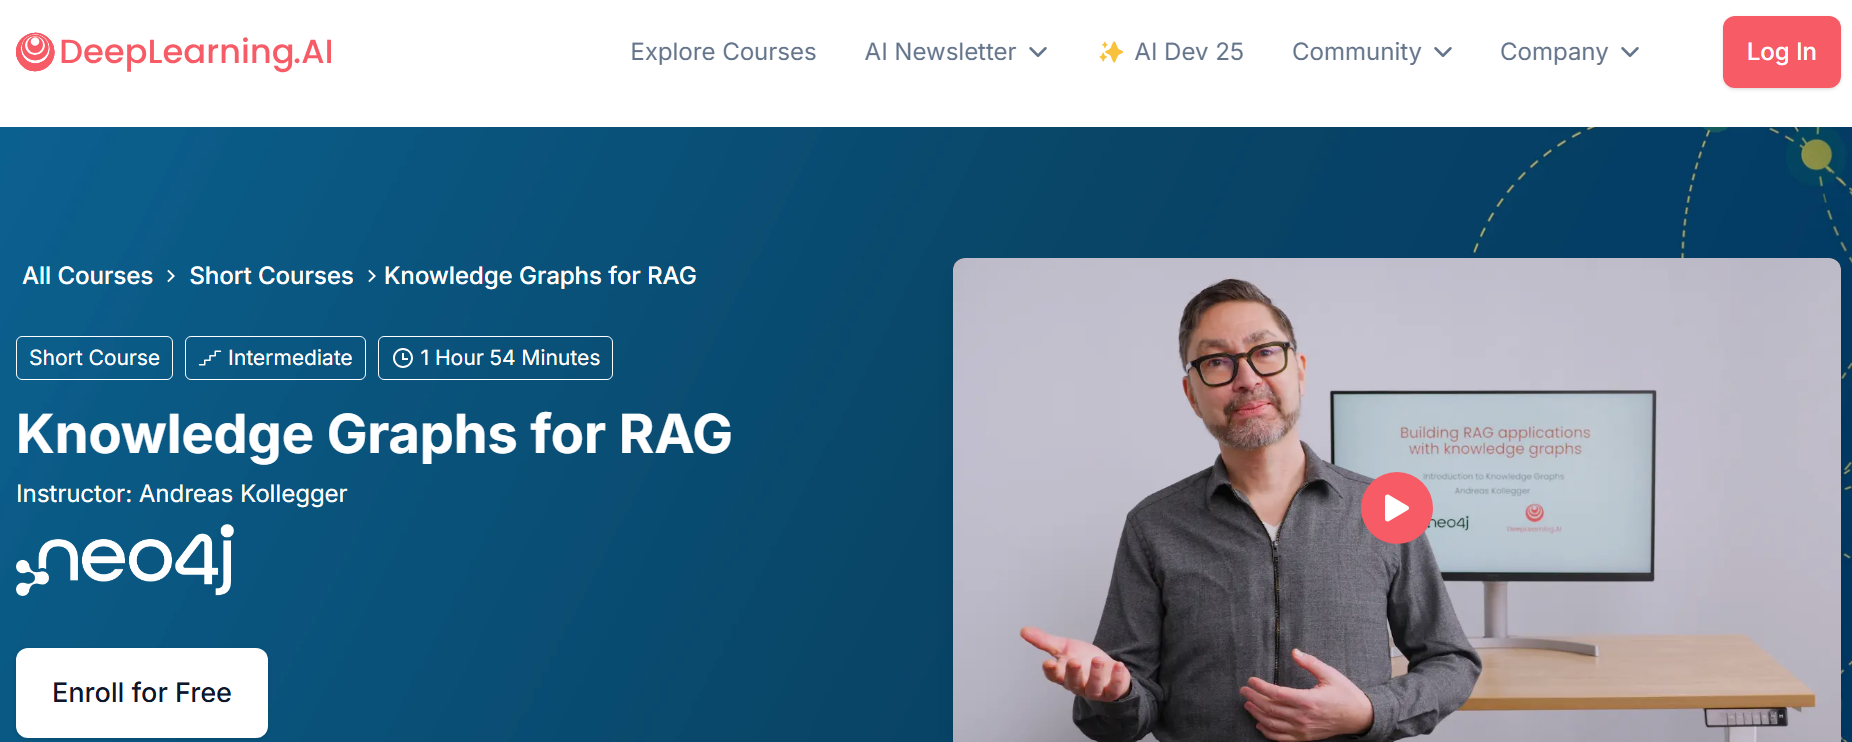 DeepLearning.AI
Explore Courses
AI Newsletter
AI Dev 25
Community
Company
Log In
All Courses > Short Courses > Knowledge Graphs for RAG
Short Course
Intermediate
1 Hour 54 Minutes
Knowledge Graphs for RAG
Instructor: Andreas Kollegger
neo4j
Enroll for Free
Building RAG applications
with knowledge graphs
Introduction to Knowledge Graphs
Andreas Kollegger
neo4j
DeepLearning.AI